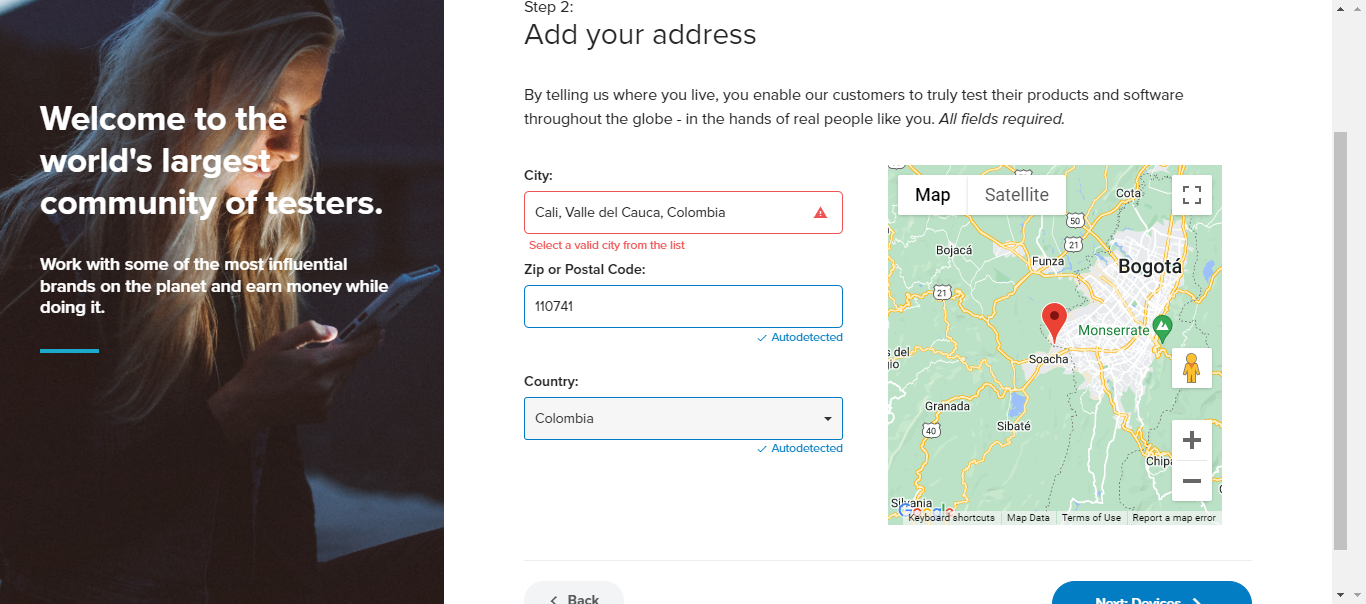 Step 2:
Add your address
Welcome to the
world's largest
community of testers.
Work with some of the most influential
brands on the planet and earn money while
doing it.
By telling us where you live, you enable our customers to truly test their products and software
throughout the globe - in the hands of real people like you. All fields required.
City:
Cali, Valle del Cauca, Colombia
Select a valid city from the list
Zip or Postal Code:
110741
Autodetected
Country:
Colombia
Autodetected
Map
Satellite
Cota
50
21
Bojacá
Funza
Bogotá
21
Monserrate
Soacha
del
Granada
40
Sibaté
Chipa
Silvania
Google
Keyboard shortcuts
Map Data
Terms of Use
Report a map error
Back
Next: Devices